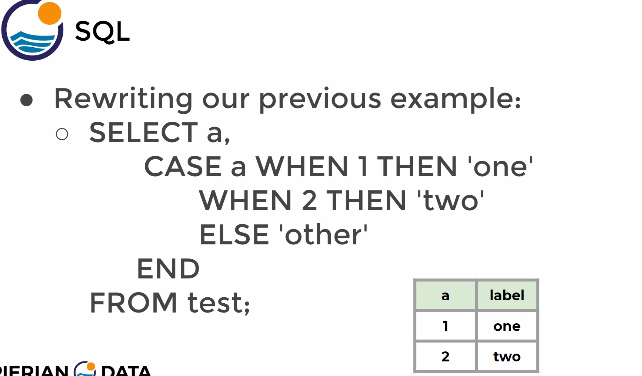 SQL
● Rewriting our previous example:
○ SELECT a,
CASE a WHEN 1 THEN 'one'
WHEN 2 THEN 'two'
ELSE 'other'
END
FROM test;
a label
1 one
2 two
PIERIAN DATA